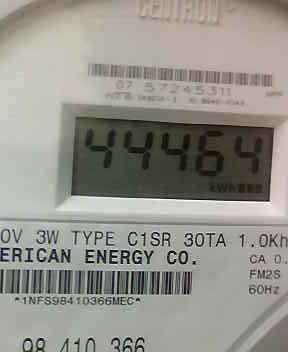 CENTRON
07 57245311
44464
kWh
0V 3W TYPE C1SR 30TA 1.0Kh
ERICAN ENERGY CO.
CA 0.
FM2S
60Hz
*1NFS98410366MEC*
98 410 366